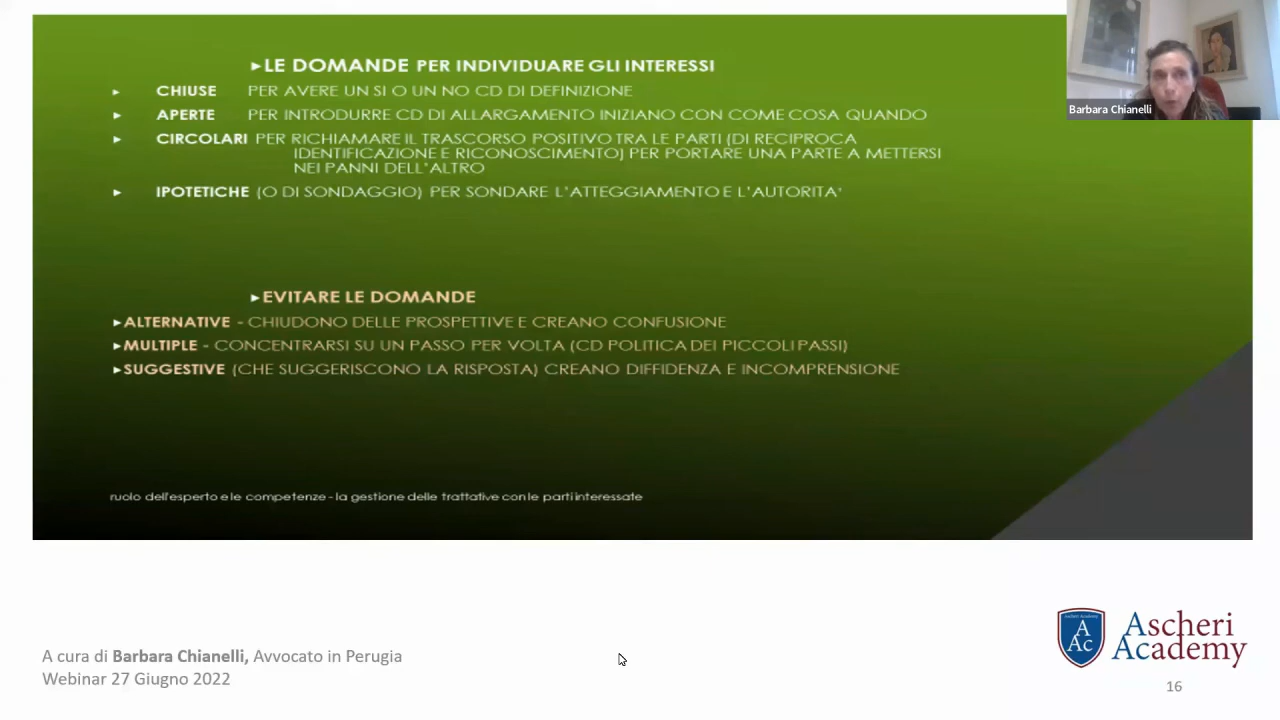 ►LE DOMANDE PER INDIVIDUARE GLI INTERESSI
► CHIUSE PER AVERE UN SI O UN NO CD DI DEFINIZIONE
► APERTE PER INTRODURRE CD DI ALLARGAMENTO INIZIANO CON COME COSA QUANDO
► CIRCOLARI PER RICHIAMARE IL TRASCORSO POSITIVO TRA LE PARTI (DI RECIPROCA
IDENTIFICAZIONE E RICONOSCIMENTO) PER PORTARE UNA PARTE A METTERSI
NEI PANNI DELL'ALTRO
► IPOTETICHE (O DI SONDAGGIO) PER SONDARE L'ATTEGGIAMENTO E L'AUTORITA'
►EVITARE LE DOMANDE
►ALTERNATIVE - CHIUDONO DELLE PROSPETTIVE E CREANO CONFUSIONE
►MULTIPLE - CONCENTRARSI SU UN PASSO PER VOLTA (CD POLITICA DEI PICCOLI PASSI)
►SUGGESTIVE (CHE SUGGERISCONO LA RISPOSTA) CREANO DIFFIDENZA E INCOMPRENSIONE
ruolo dell'esperto e le competenze - la gestione delle trattative con le parti interessate
Barbara Chianelli
A cura di Barbara Chianelli, Avvocato in Perugia
Webinar 27 Giugno 2022
A
Ac
Ascheri
Academy
16